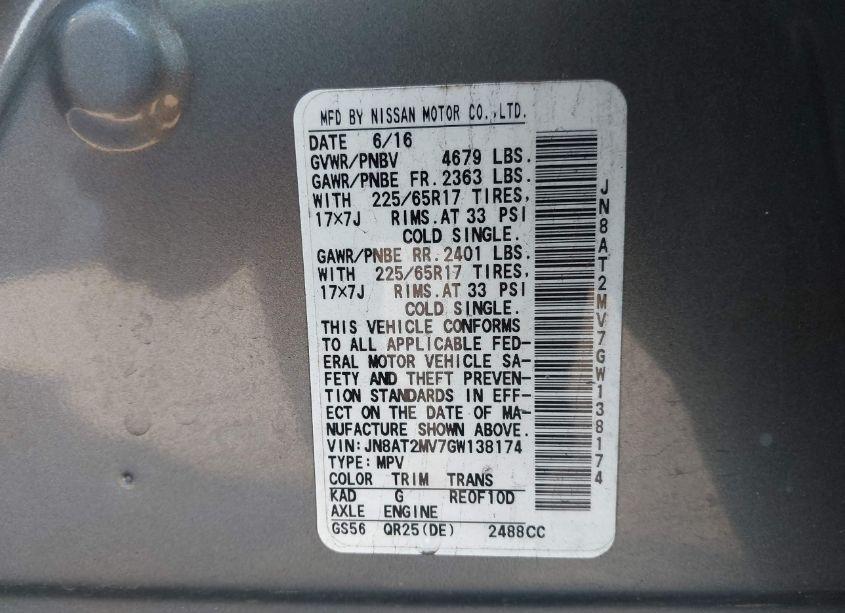 MFD BY NISSAN MOTOR CO.,LTD.
DATE 6/16
GVWR/PNBV 4679 LBS.
GAWR/PNBE FR. 2363 LBS.
WITH 225/65R17 TIRES,
17×7J RIMS.AT 33 PSI
COLD SINGLE.
GAWR/PNBE RR. 2401 LBS.
WITH 225/65R17 TIRES,
17×7J RIMS.AT 33 PSI
COLD SINGLE.
THIS VEHICLE CONFORMS
TO ALL APPLICABLE FED-
ERAL MOTOR VEHICLE SA-
FETY AND THEFT PREVEN-
TION STANDARDS IN EFF-
ECT ON THE DATE OF MA-
NUFACTURE SHOWN ABOVE.
VIN:JN8AT2MV7GW138174
TYPE:MPV
COLOR TRIM TRANS
KAD G RE0F10D
AXLE ENGINE
GS56 QR25(DE) 2488CC
JN8AT2MV7GW138174